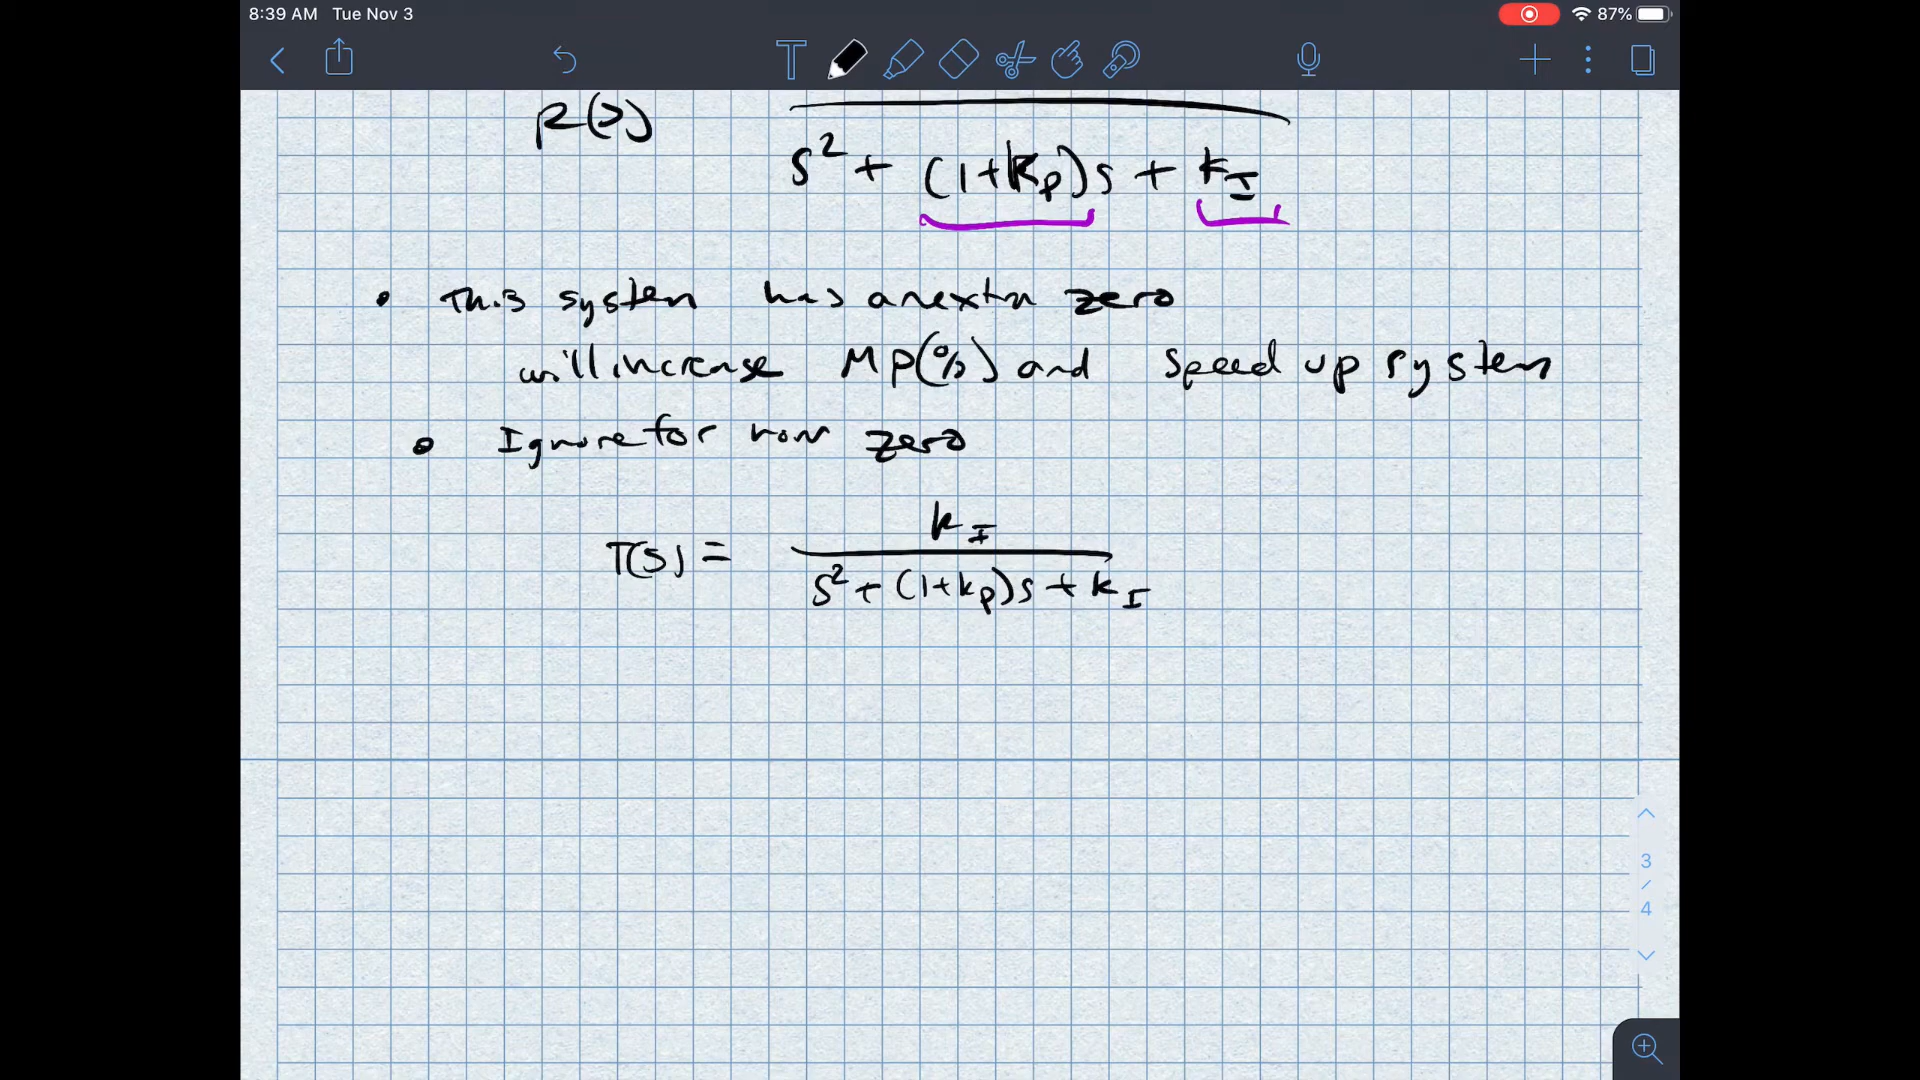 8:39 AM Tue Nov 3
87%
T
R(s)
s² + (1+Kp)s + kI
• This system has an extra zero
will increase MP(%) and speed up system
• Ignore for now zero
kI
T(s) =
s² + (1+kp)s + kI
3
/
4